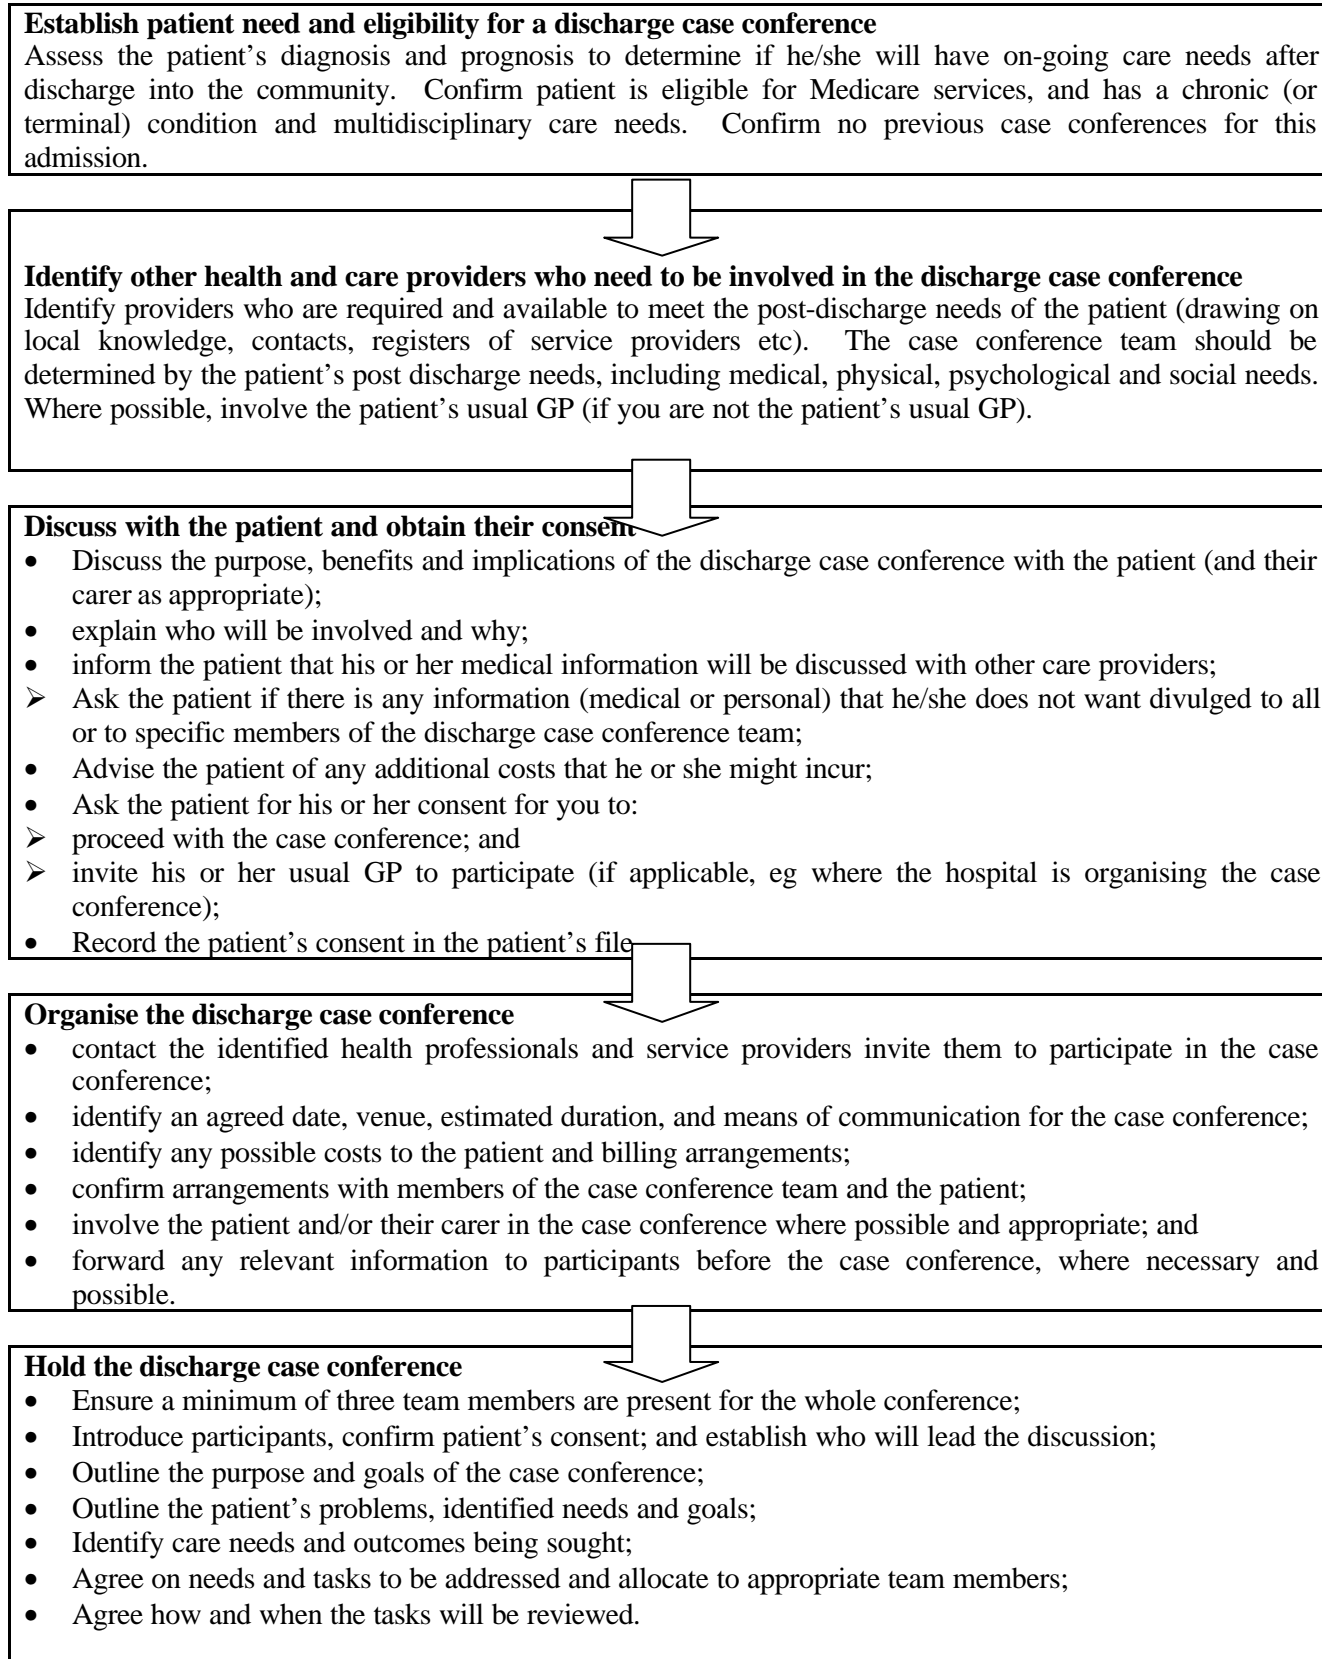 Establish patient need and eligibility for a discharge case conference
Assess the patient’s diagnosis and prognosis to determine if he/she will have on-going care needs after
discharge into the community.  Confirm patient is eligible for Medicare services, and has a chronic (or
terminal) condition and multidisciplinary care needs.  Confirm no previous case conferences for this
admission.
Identify other health and care providers who need to be involved in the discharge case conference
Identify providers who are required and available to meet the post-discharge needs of the patient (drawing on
local knowledge, contacts, registers of service providers etc).  The case conference team should be
determined by the patient’s post discharge needs, including medical, physical, psychological and social needs.
Where possible, involve the patient’s usual GP (if you are not the patient’s usual GP).
Discuss with the patient and obtain their consent
• Discuss the purpose, benefits and implications of the discharge case conference with the patient (and their
carer as appropriate);
• explain who will be involved and why;
• inform the patient that his or her medical information will be discussed with other care providers;
➢ Ask the patient if there is any information (medical or personal) that he/she does not want divulged to all
or to specific members of the discharge case conference team;
• Advise the patient of any additional costs that he or she might incur;
• Ask the patient for his or her consent for you to:
➢ proceed with the case conference; and
➢ invite his or her usual GP to participate (if applicable, eg where the hospital is organising the case
conference);
• Record the patient’s consent in the patient’s file
Organise the discharge case conference
• contact the identified health professionals and service providers invite them to participate in the case
conference;
• identify an agreed date, venue, estimated duration, and means of communication for the case conference;
• identify any possible costs to the patient and billing arrangements;
• confirm arrangements with members of the case conference team and the patient;
• involve the patient and/or their carer in the case conference where possible and appropriate; and
• forward any relevant information to participants before the case conference, where necessary and
possible.
Hold the discharge case conference
• Ensure a minimum of three team members are present for the whole conference;
• Introduce participants, confirm patient’s consent; and establish who will lead the discussion;
• Outline the purpose and goals of the case conference;
• Outline the patient’s problems, identified needs and goals;
• Identify care needs and outcomes being sought;
• Agree on needs and tasks to be addressed and allocate to appropriate team members;
• Agree how and when the tasks will be reviewed.